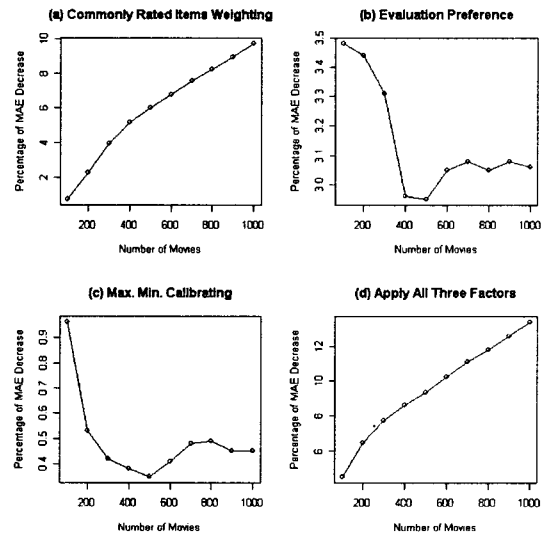 (a) Commonly Rated Items Weighting
Percentage of MAE Decrease
10
8
6
4
2
200 400 600 800 1000
Number of Movies
(b) Evaluation Preference
Percentage of MAE Decrease
3.5
3.4
3.3
3.2
3.1
3.0
200 400 600 800 1000
Number of Movies
(c) Max. Min. Calibrating
Percentage of MAE Decrease
0.9
0.8
0.7
0.6
0.5
0.4
200 400 600 800 1000
Number of Movies
(d) Apply All Three Factors
Percentage of MAE Decrease
12
10
8
6
200 400 600 800 1000
Number of Movies